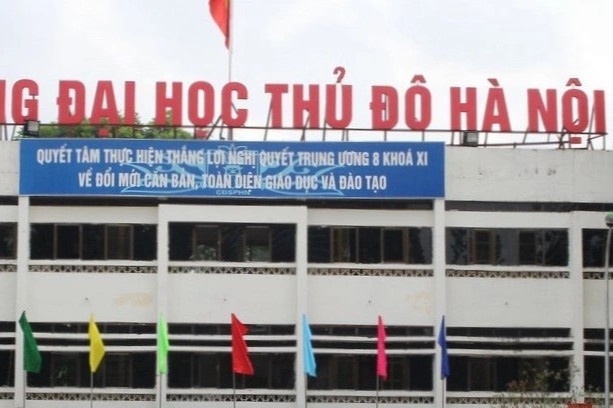 NG ĐẠI HỌC THỦ ĐÔ HÀ NỘI
QUYẾT TÂM THỰC HIỆN THẮNG LỢI NGHỊ QUYẾT TRUNG ƯƠNG 8 KHOÁ XI
VỀ ĐỔI MỚI CĂN BẢN, TOÀN DIỆN GIÁO DỤC VÀ ĐÀO TẠO
CĐSPHN